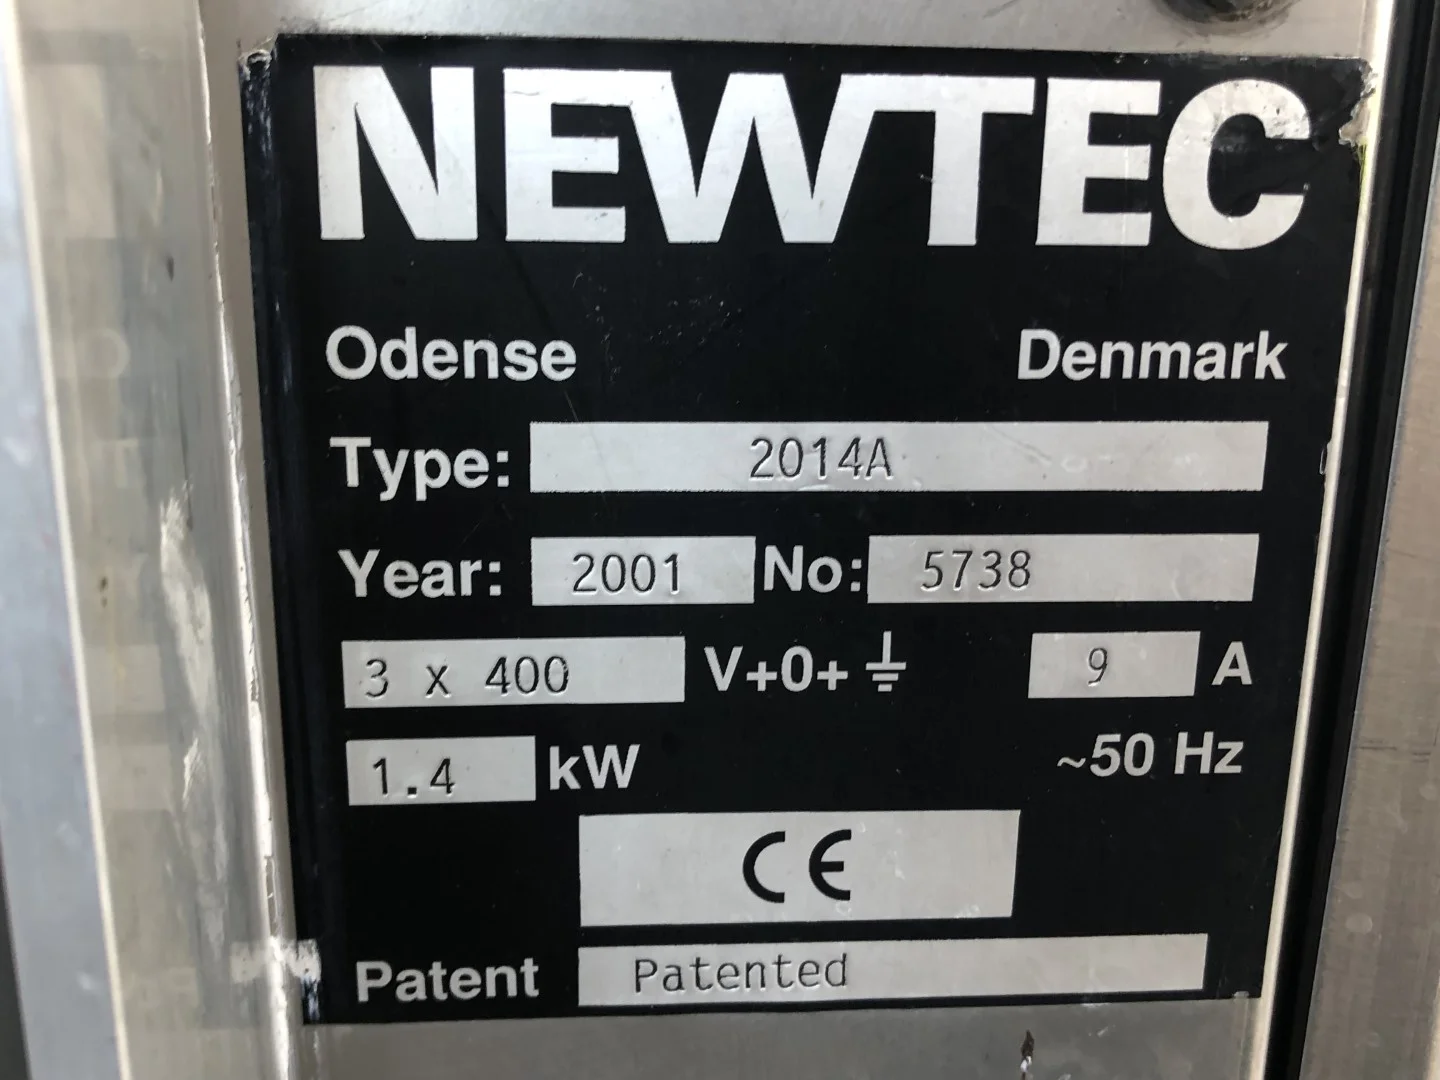 NEWTEC
Odense Denmark
Type: 2014A
Year: 2001 No: 5738
3 x 400 V+0+⏚ 9 A
1.4 kW ~50 Hz
CE
Patent Patented